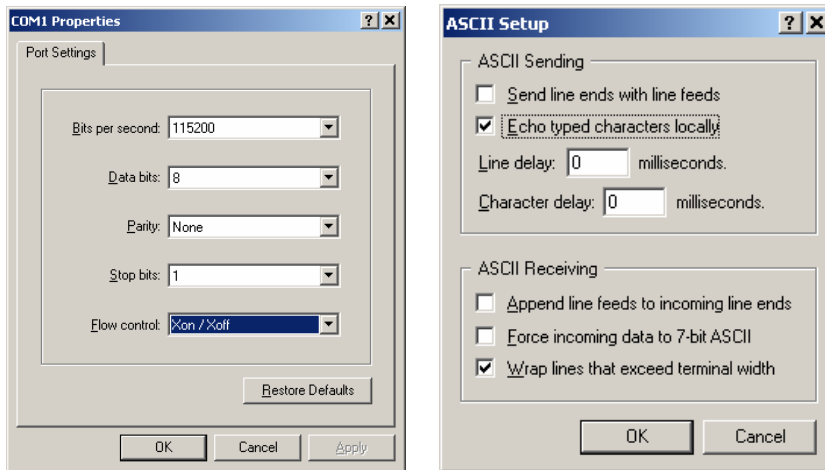 COM1 Properties
Port Settings
Bits per second: 115200
Data bits: 8
Parity: None
Stop bits: 1
Flow control: Xon / Xoff
Restore Defaults
OK Cancel Apply
ASCII Setup
ASCII Sending
Send line ends with line feeds
Echo typed characters locally
Line delay: 0 milliseconds.
Character delay: 0 milliseconds.
ASCII Receiving
Append line feeds to incoming line ends
Force incoming data to 7-bit ASCII
Wrap lines that exceed terminal width
OK Cancel